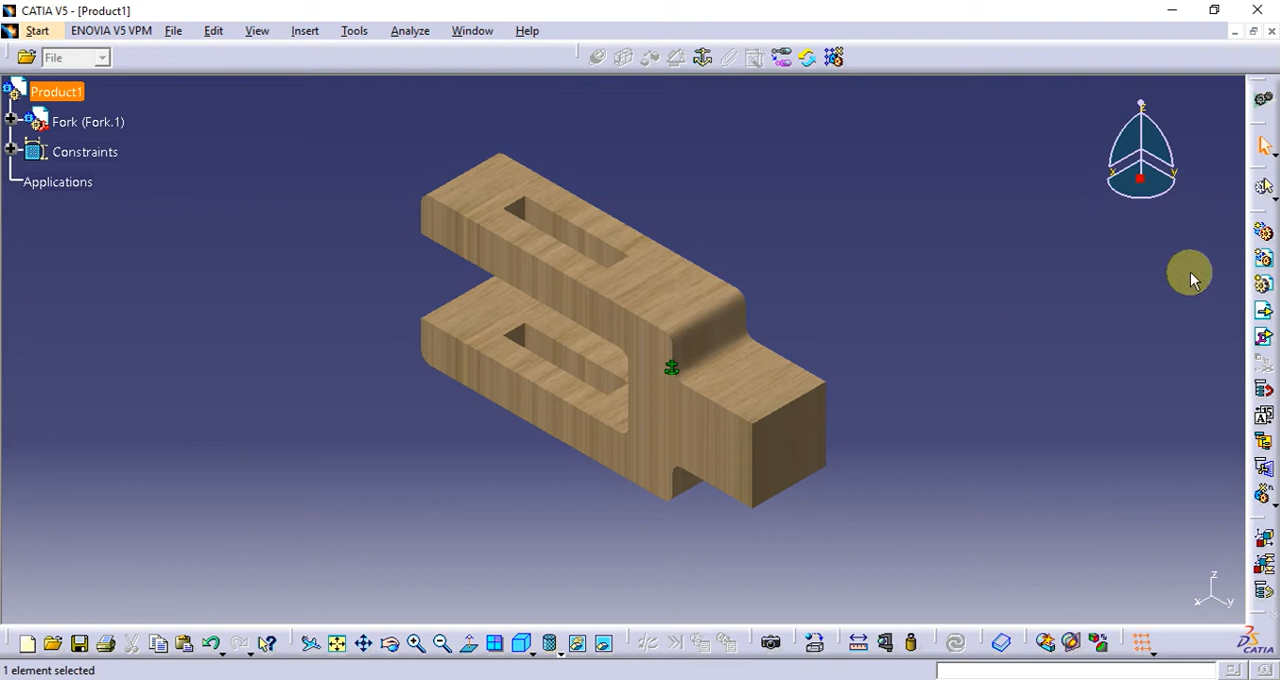 CATIA V5 - [Product1]
Start ENOVIA V5 VPM File Edit View Insert Tools Analyze Window Help
File
Product1
Fork (Fork.1)
Constraints
Applications
z
x y
z
x y
CATIA
1 element selected